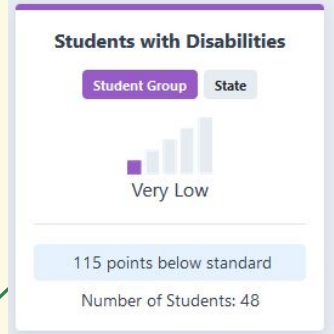 Students with Disabilities
Student Group State
Very Low
115 points below standard
Number of Students: 48